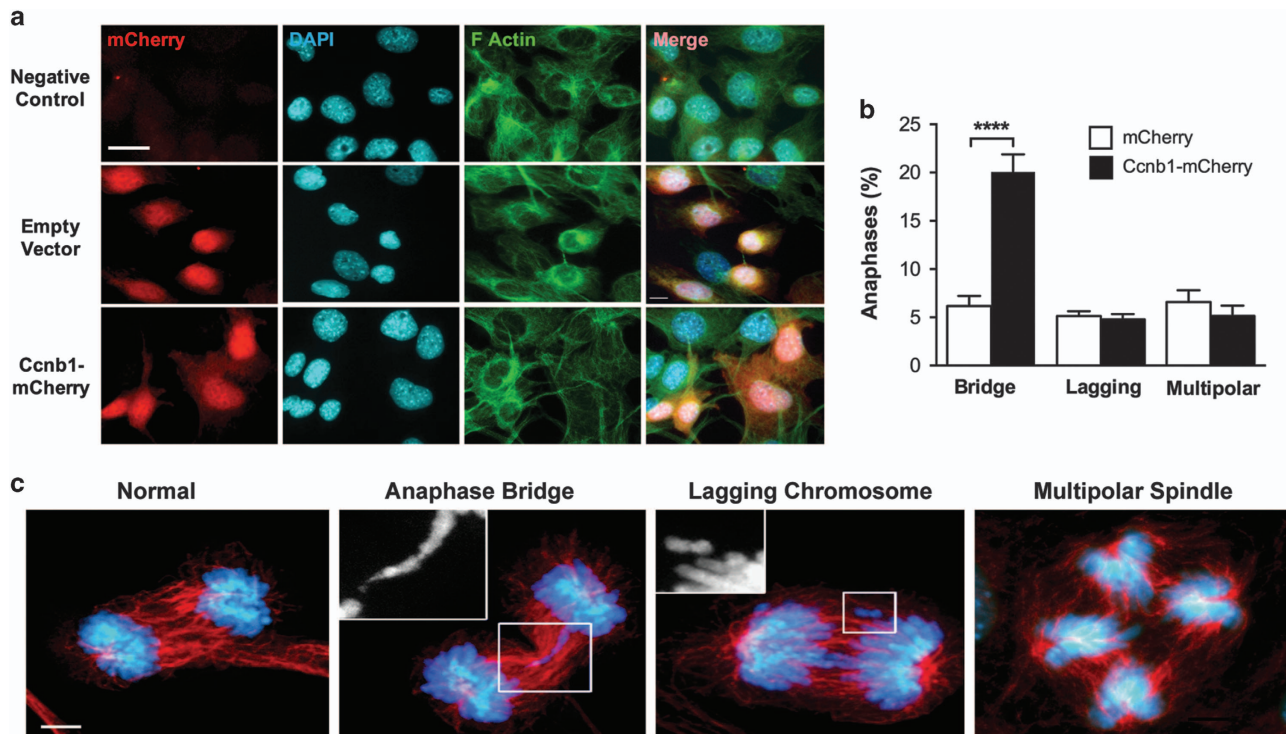 a
mCherry
DAPI
F Actin
Merge
Negative
Control
Empty
Vector
Ccnb1-
mCherry
b
Anaphases (%)
25
20
15
10
5
0
****
mCherry
Ccnb1-mCherry
Bridge
Lagging
Multipolar
c
Normal
Anaphase Bridge
Lagging Chromosome
Multipolar Spindle